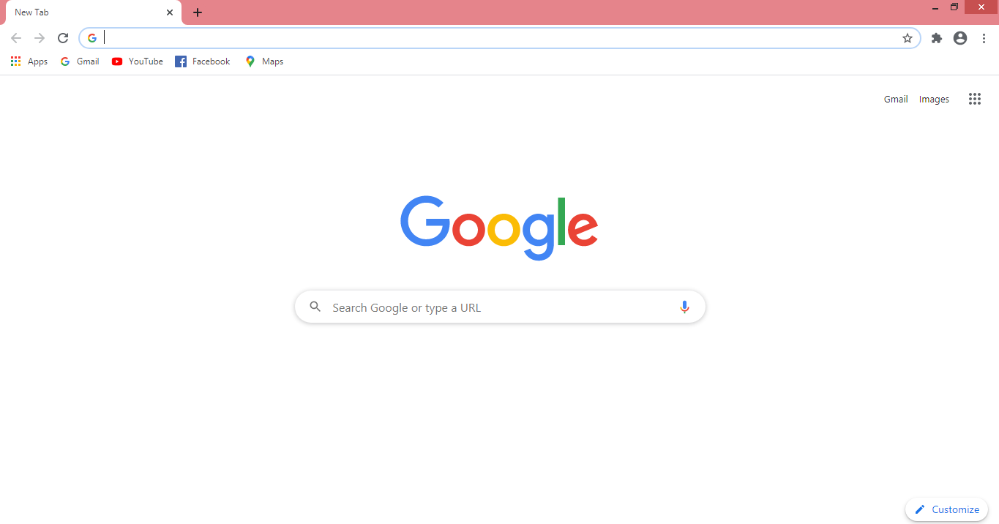 New Tab
Apps Gmail YouTube Facebook Maps
Gmail Images
Google
Search Google or type a URL
Customize